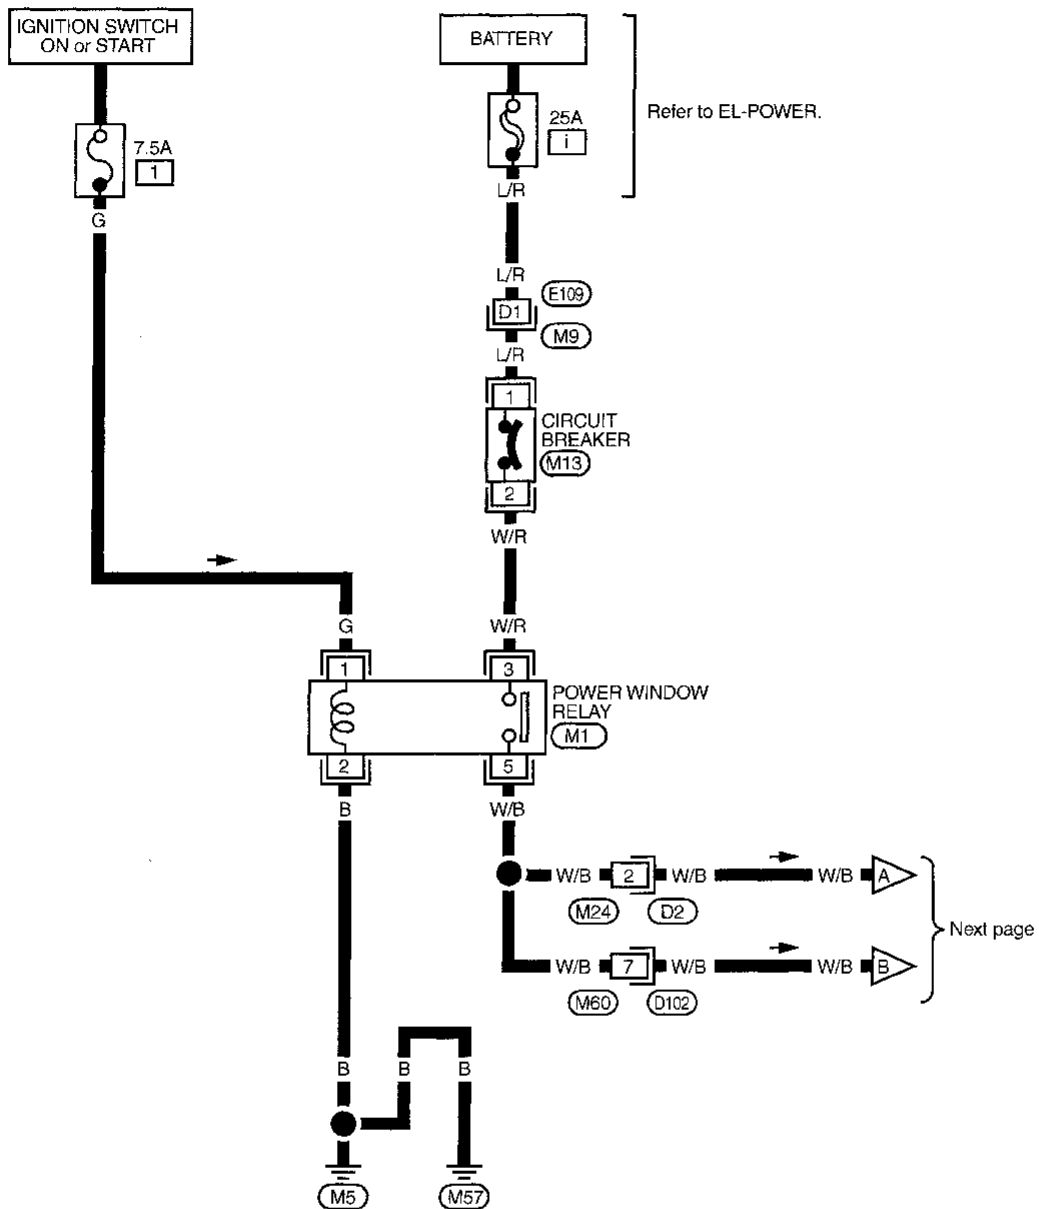 IGNITION SWITCH
ON or START
BATTERY
Refer to EL-POWER.
7.5A
1
25A
i
L/R
G
L/R
E109
D1
M9
L/R
1
CIRCUIT
BREAKER
M13
2
W/R
G
W/R
1
3
POWER WINDOW
RELAY
M1
2
5
B
W/B
W/B
2
W/B
W/B
A
M24
D2
Next page
W/B
7
W/B
W/B
B
M60
D102
B
B
B
M5
M57